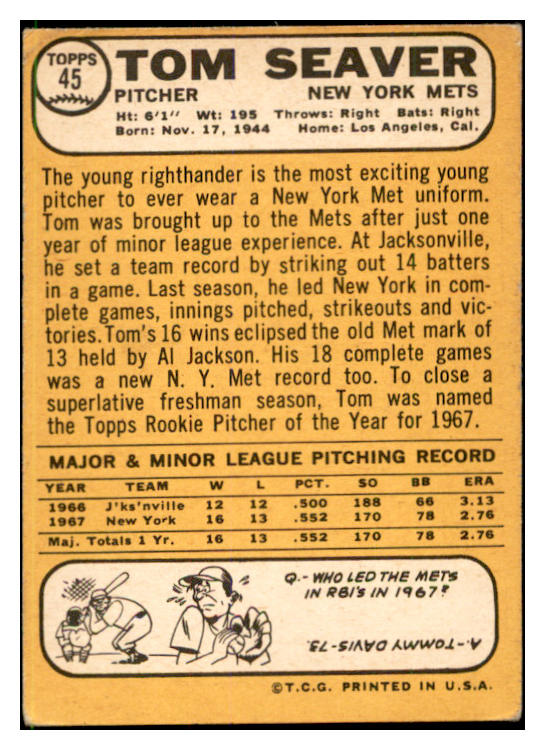 TOPPS
45
TOM SEAVER
PITCHER NEW YORK METS
Ht: 6'1" Wt: 195 Throws: Right Bats: Right
Born: Nov. 17, 1944 Home: Los Angeles, Cal.
The young righthander is the most exciting young
pitcher to ever wear a New York Met uniform.
Tom was brought up to the Mets after just one
year of minor league experience. At Jacksonville,
he set a team record by striking out 14 batters
in a game. Last season, he led New York in com-
plete games, innings pitched, strikeouts and vic-
tories. Tom's 16 wins eclipsed the old Met mark of
13 held by Al Jackson. His 18 complete games
was a new N. Y. Met record too. To close a
superlative freshman season, Tom was named
the Topps Rookie Pitcher of the Year for 1967.
MAJOR & MINOR LEAGUE PITCHING RECORD
YEAR TEAM W L PCT. SO BB ERA
1966 J'ks'nville 12 12 .500 188 66 3.13
1967 New York 16 13 .552 170 78 2.76
Maj. Totals 1 Yr. 16 13 .552 170 78 2.76
Q.-WHO LED THE METS
IN RBI'S IN 1967?
A.-TOMMY DAVIS-73.
©T.C.G. PRINTED IN U.S.A.